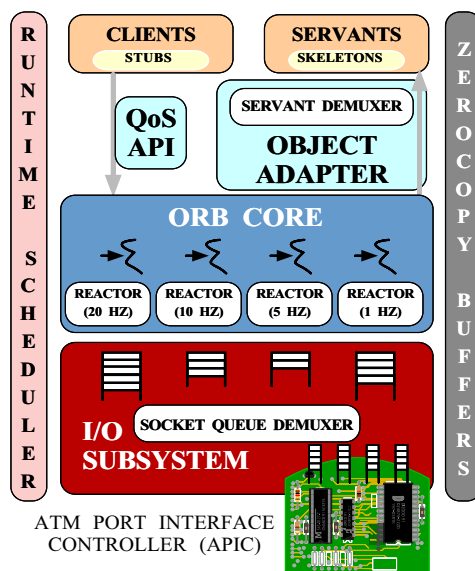 RUNTIME SCHEDULER
CLIENTS
STUBS
SERVANTS
SKELETONS
ZEROCOPY BUFFERS
QoS
API
SERVANT DEMUXER
OBJECT
ADAPTER
ORB CORE
REACTOR
(20 HZ)
REACTOR
(10 HZ)
REACTOR
(5 HZ)
REACTOR
(1 HZ)
SOCKET QUEUE DEMUXER
I/O
SUBSYSTEM
ATM PORT INTERFACE
CONTROLLER (APIC)